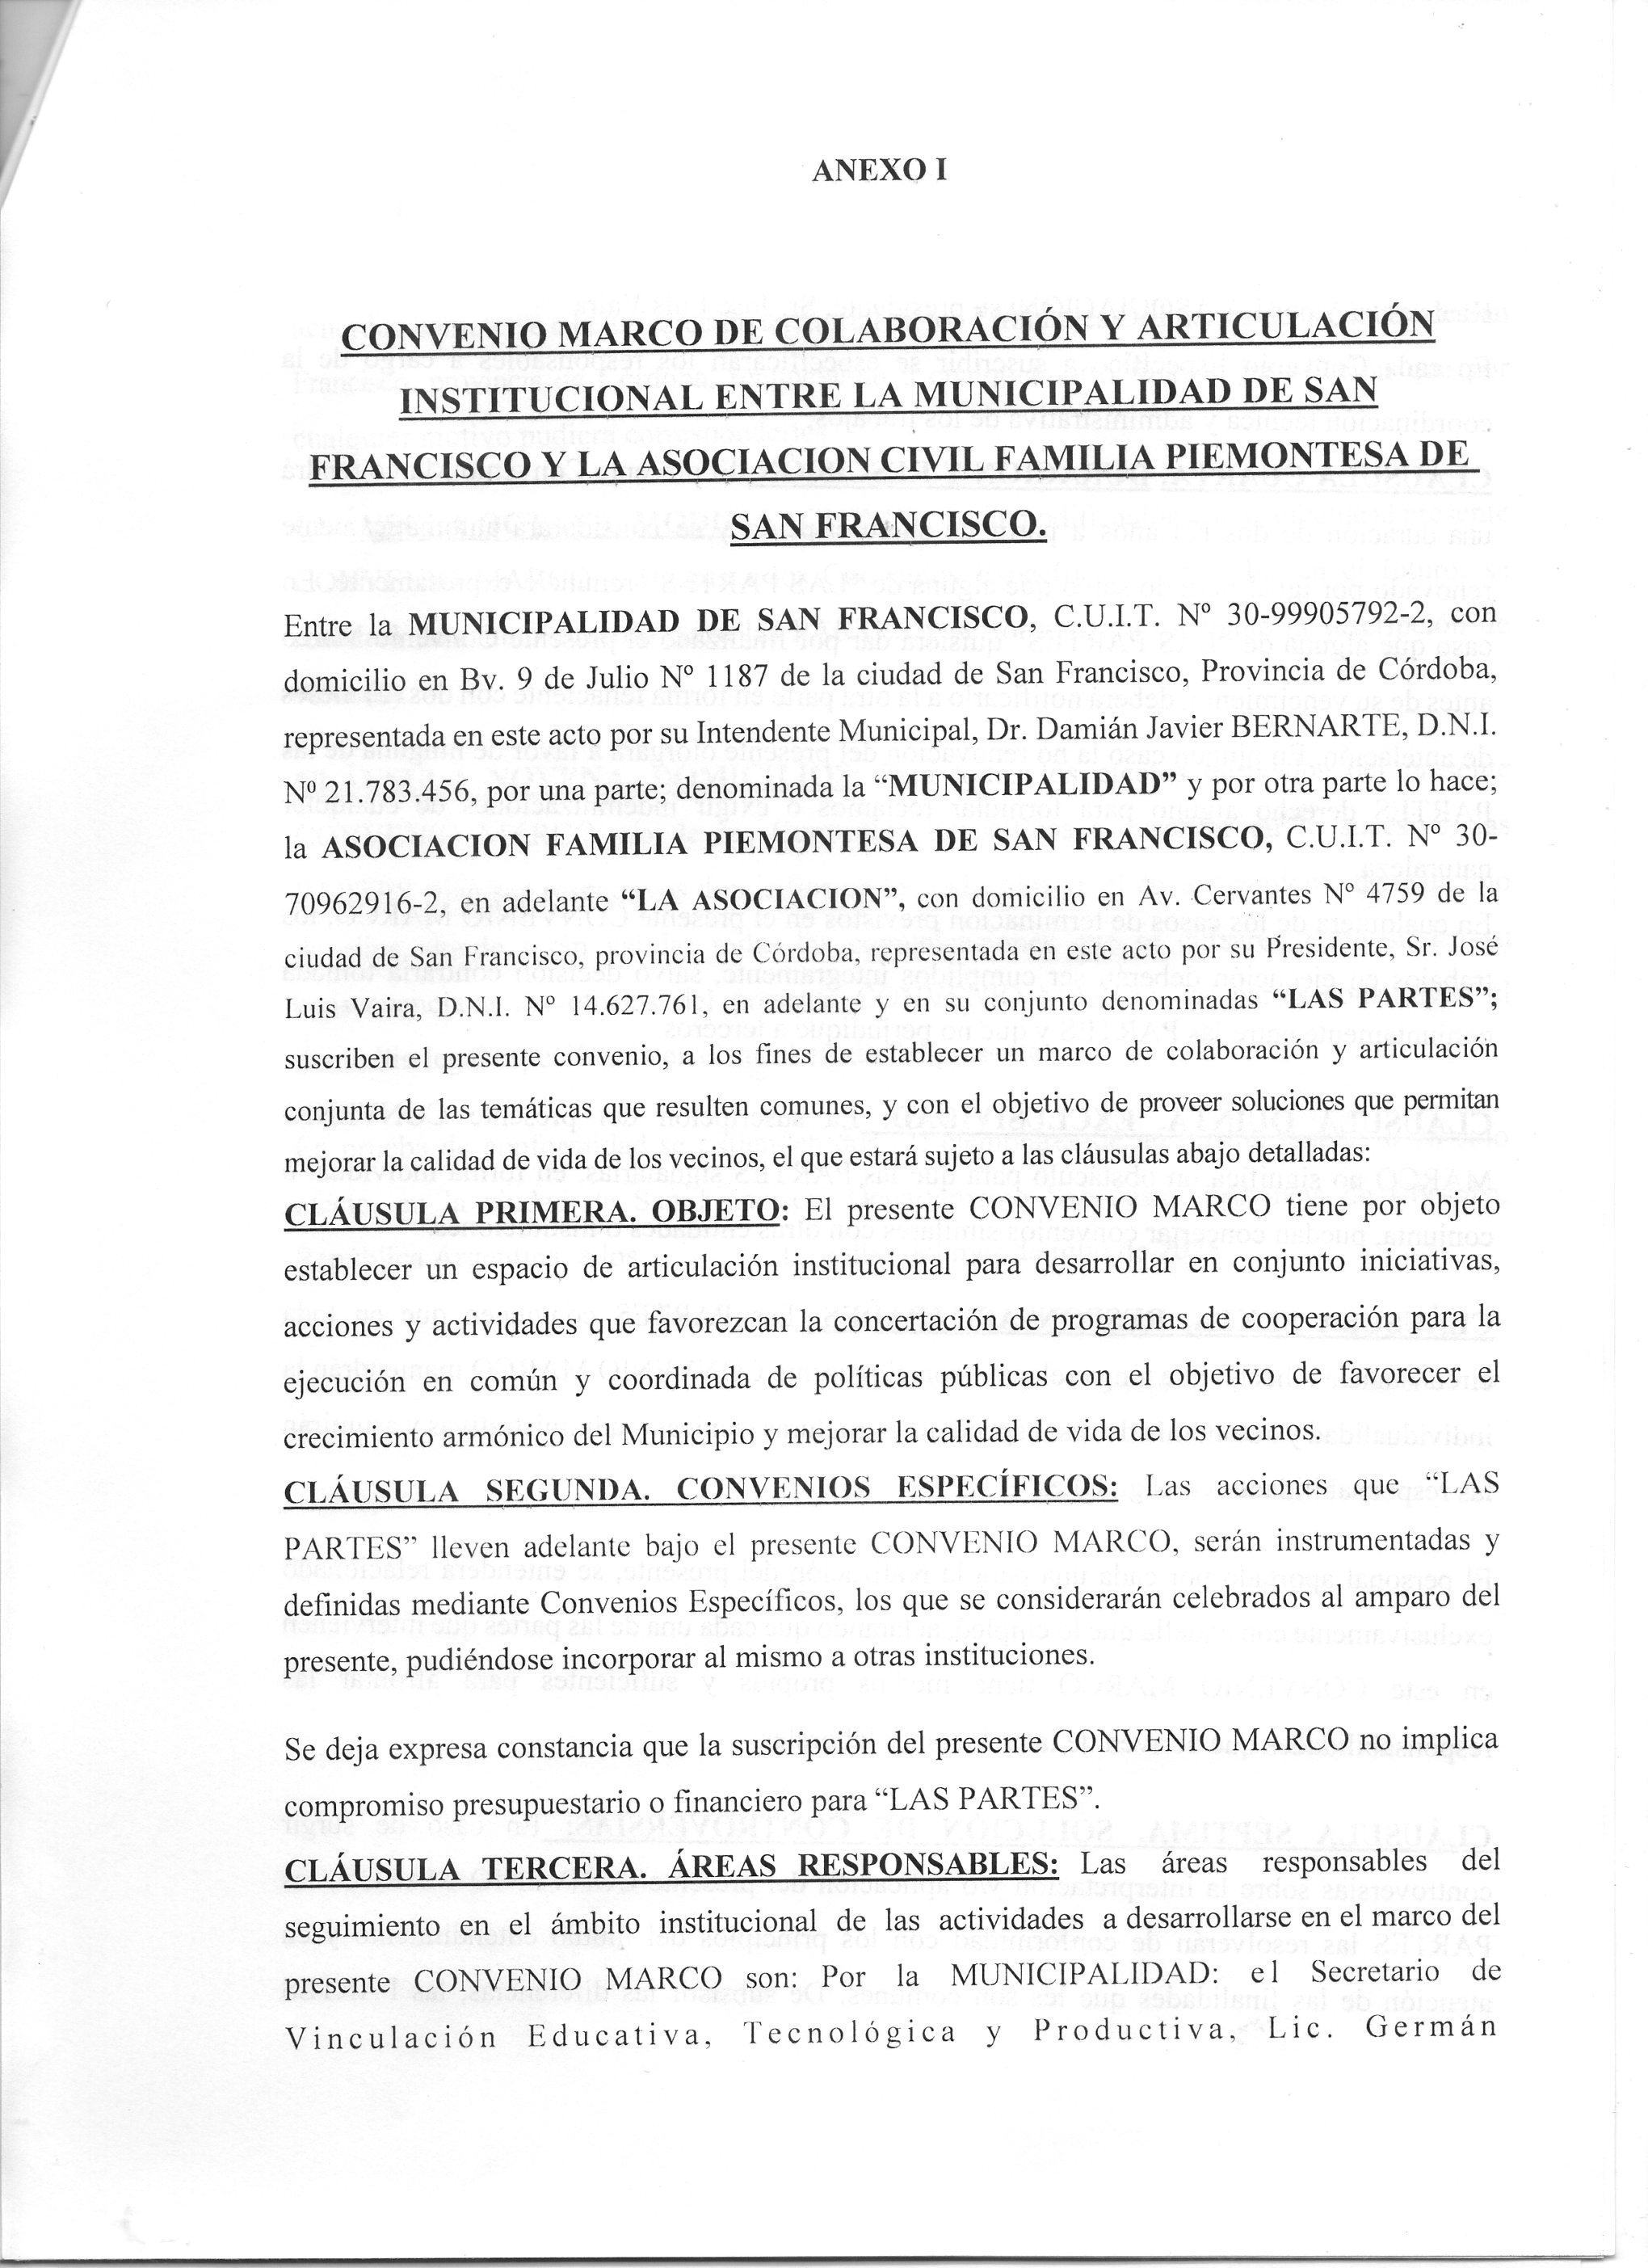 ANEXO I
CONVENIO MARCO DE COLABORACIÓN Y ARTICULACIÓN
INSTITUCIONAL ENTRE LA MUNICIPALIDAD DE SAN
FRANCISCO Y LA ASOCIACION CIVIL FAMILIA PIEMONTESA DE
SAN FRANCISCO.
Entre la MUNICIPALIDAD DE SAN FRANCISCO, C.U.I.T. Nº 30-99905792-2, con
domicilio en Bv. 9 de Julio Nº 1187 de la ciudad de San Francisco, Provincia de Córdoba,
representada en este acto por su Intendente Municipal, Dr. Damián Javier BERNARTE, D.N.I.
Nº 21.783.456, por una parte; denominada la “MUNICIPALIDAD” y por otra parte lo hace;
la ASOCIACION FAMILIA PIEMONTESA DE SAN FRANCISCO, C.U.I.T. Nº 30-
70962916-2, en adelante “LA ASOCIACION”, con domicilio en Av. Cervantes Nº 4759 de la
ciudad de San Francisco, provincia de Córdoba, representada en este acto por su Presidente, Sr. José
Luis Vaira, D.N.I. Nº 14.627.761, en adelante y en su conjunto denominadas “LAS PARTES”;
suscriben el presente convenio, a los fines de establecer un marco de colaboración y articulación
conjunta de las temáticas que resulten comunes, y con el objetivo de proveer soluciones que permitan
mejorar la calidad de vida de los vecinos, el que estará sujeto a las cláusulas abajo detalladas:
CLÁUSULA PRIMERA. OBJETO: El presente CONVENIO MARCO tiene por objeto
establecer un espacio de articulación institucional para desarrollar en conjunto iniciativas,
acciones y actividades que favorezcan la concertación de programas de cooperación para la
ejecución en común y coordinada de políticas públicas con el objetivo de favorecer el
crecimiento armónico del Municipio y mejorar la calidad de vida de los vecinos.
CLÁUSULA SEGUNDA. CONVENIOS ESPECÍFICOS: Las acciones que “LAS
PARTES” lleven adelante bajo el presente CONVENIO MARCO, serán instrumentadas y
definidas mediante Convenios Específicos, los que se considerarán celebrados al amparo del
presente, pudiéndose incorporar al mismo a otras instituciones.
Se deja expresa constancia que la suscripción del presente CONVENIO MARCO no implica
compromiso presupuestario o financiero para “LAS PARTES”.
CLÁUSULA TERCERA. ÁREAS RESPONSABLES: Las áreas responsables del
seguimiento en el ámbito institucional de las actividades a desarrollarse en el marco del
presente CONVENIO MARCO son: Por la MUNICIPALIDAD: el Secretario de
Vinculación Educativa, Tecnológica y Productiva, Lic. Germán